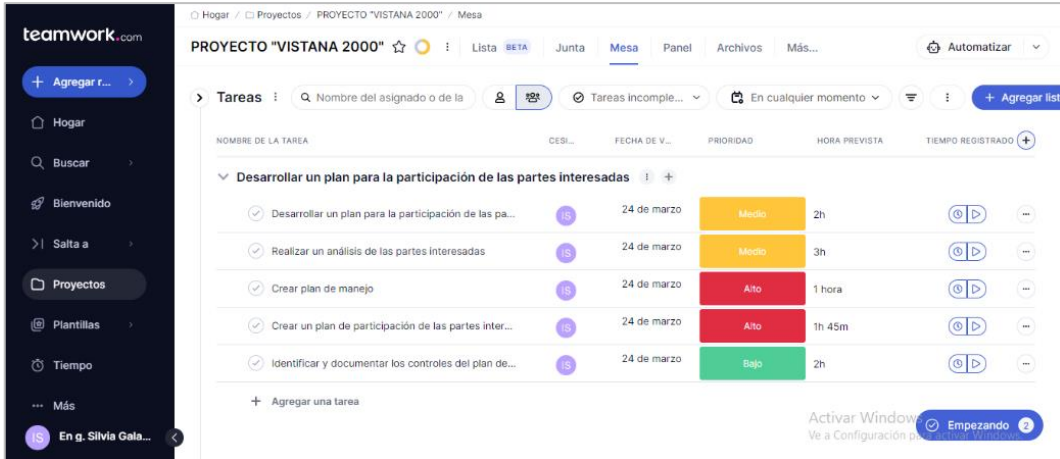 Hogar / Proyectos / PROYECTO "VISTANA 2000" / Mesa
teamwork.com
PROYECTO "VISTANA 2000"
Lista BETA
Junta
Mesa
Panel
Archivos
Más...
Automatizar
+ Agregar r...
Hogar
Buscar
Bienvenido
Salta a
Proyectos
Plantillas
Tiempo
Más
IS En g. Silvia Gala...
Tareas
Nombre del asignado o de la
Tareas incomple...
En cualquier momento
+ Agregar list
NOMBRE DE LA TAREA CESI... FECHA DE V... PRIORIDAD HORA PREVISTA TIEMPO REGISTRADO
Desarrollar un plan para la participación de las partes interesadas
Desarrollar un plan para la participación de las pa... IS 24 de marzo Medio 2h
Realizar un análisis de las partes interesadas IS 24 de marzo Medio 3h
Crear plan de manejo IS 24 de marzo Alto 1 hora
Crear un plan de participación de las partes inter... IS 24 de marzo Alto 1h 45m
Identificar y documentar los controles del plan de... IS 24 de marzo Bajo 2h
+ Agregar una tarea
Activar Windows
Ve a Configuración para activar Windows.
Empezando 2